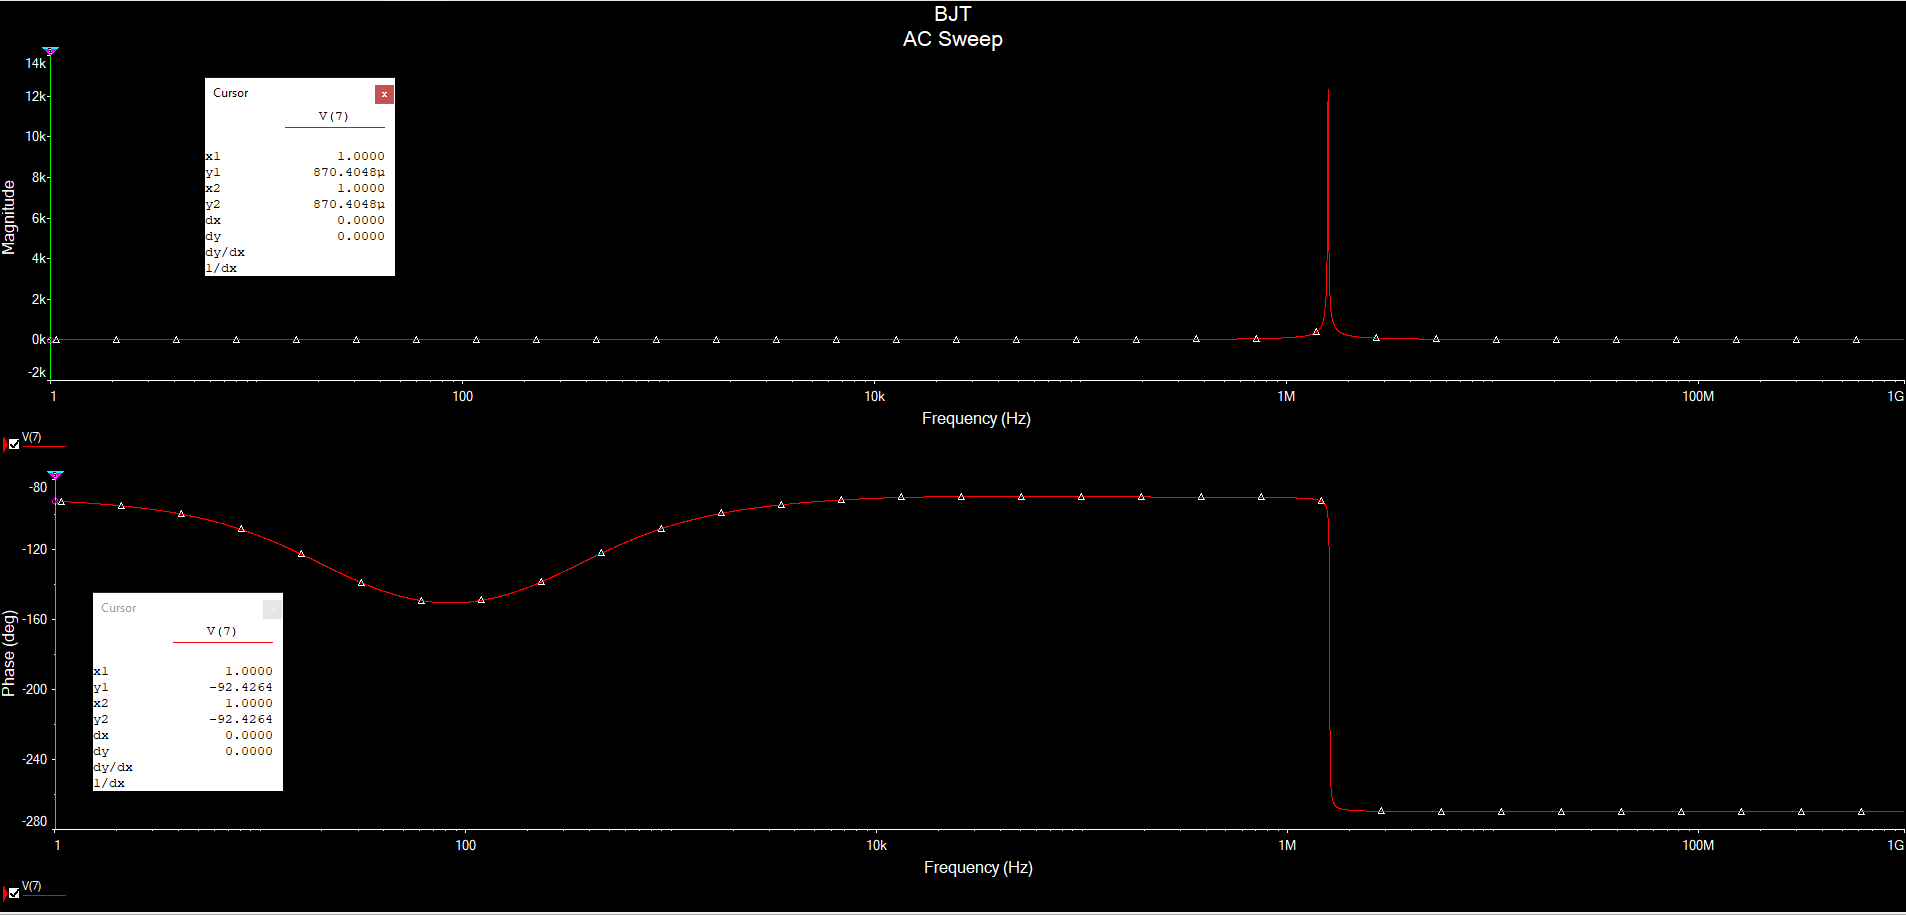 BJT
AC Sweep
14k
12k
10k
8k
6k
4k
2k
0k
-2k
Magnitude
Cursor
x
V(7)
x1 1.0000
y1 870.4048µ
x2 1.0000
y2 870.4048µ
dx 0.0000
dy 0.0000
dy/dx
1/dx
1 100 10k 1M 100M 1G
Frequency (Hz)
V(7)
-80
-120
-160
-200
-240
-280
Phase (deg)
Cursor
x
V(7)
x1 1.0000
y1 -92.4264
x2 1.0000
y2 -92.4264
dx 0.0000
dy 0.0000
dy/dx
1/dx
1 100 10k 1M 100M 1G
Frequency (Hz)
V(7)